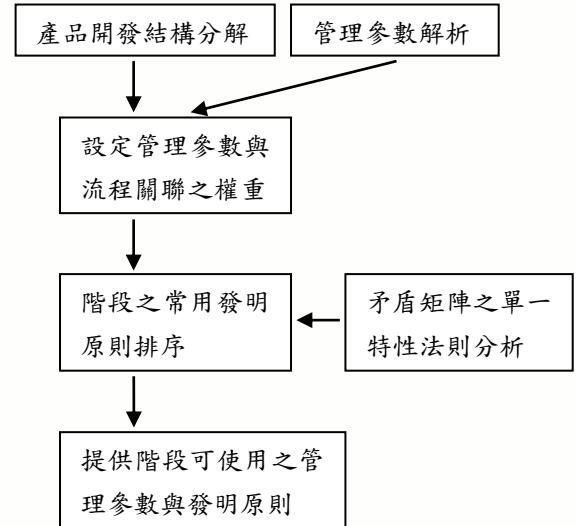 產品開發結構分解
管理參數解析
設定管理參數與
流程關聯之權重
階段之常用發明
原則排序
矛盾矩陣之單一
特性法則分析
提供階段可使用之管
理參數與發明原則